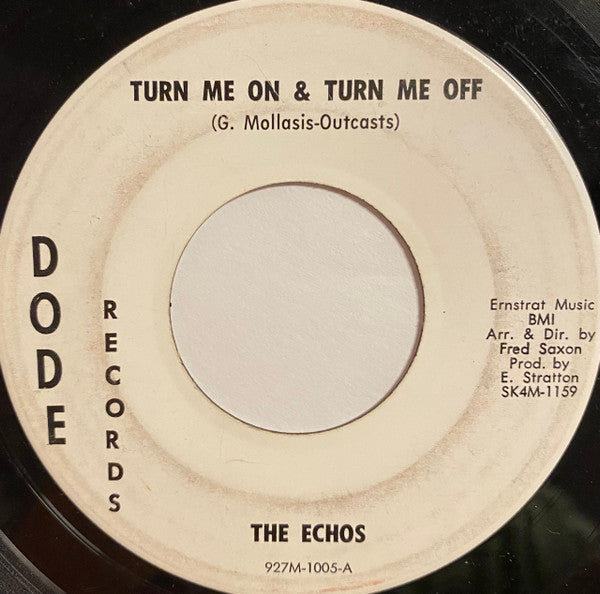 TURN ME ON & TURN ME OFF
(G. Mollasis-Outcasts)
DODE
RECORDS
Ernstrat Music
BMI
Arr. & Dir. by
Fred Saxon
Prod. by
E. Stratton
SK4M-1159
THE ECHOS
927M-1005-A